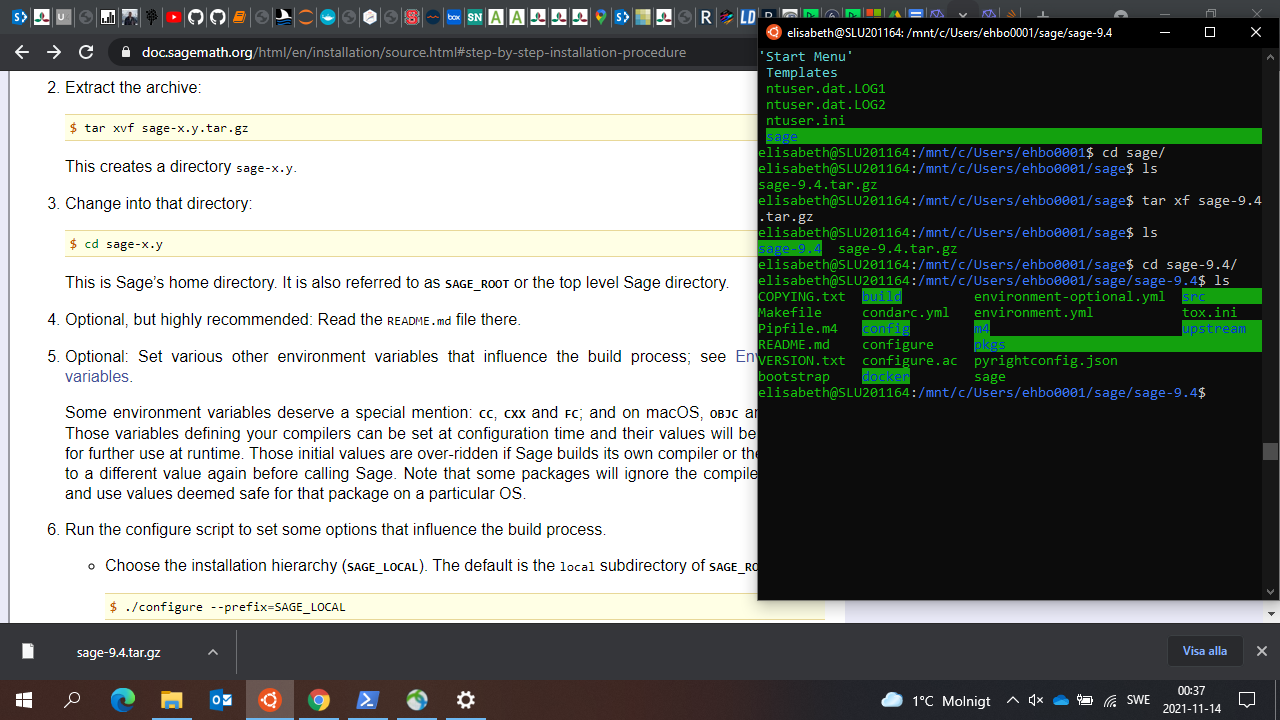 doc.sagemath.org/html/en/installation/source.html#step-by-step-installation-procedure
2. Extract the archive:
$ tar xvf sage-x.y.tar.gz
This creates a directory sage-x.y.
3. Change into that directory:
$ cd sage-x.y
This is Sage's home directory. It is also referred to as SAGE_ROOT or the top level Sage directory.
4. Optional, but highly recommended: Read the README.md file there.
5. Optional: Set various other environment variables that influence the build process; see
variables.
Some environment variables deserve a special mention: CC, CXX and FC; and on macOS, OBJC
Those variables defining your compilers can be set at configuration time and their values will be
for further use at runtime. Those initial values are over-ridden if Sage builds its own compiler or
to a different value again before calling Sage. Note that some packages will ignore the
and use values deemed safe for that package on a particular OS.
6. Run the configure script to set some options that influence the build process.
Choose the installation hierarchy (SAGE_LOCAL). The default is the local subdirectory of
$ ./configure --prefix=SAGE_LOCAL
elisabeth@SLU201164: /mnt/c/Users/ehbo0001/sage/sage-9.4
'Start Menu'
Templates
ntuser.dat.LOG1
ntuser.dat.LOG2
ntuser.ini
sage
elisabeth@SLU201164:/mnt/c/Users/ehbo0001$ cd sage/
elisabeth@SLU201164:/mnt/c/Users/ehbo0001/sage$ ls
sage-9.4.tar.gz
elisabeth@SLU201164:/mnt/c/Users/ehbo0001/sage$ tar xf sage-9.4
.tar.gz
elisabeth@SLU201164:/mnt/c/Users/ehbo0001/sage$ ls
sage-9.4 sage-9.4.tar.gz
elisabeth@SLU201164:/mnt/c/Users/ehbo0001/sage$ cd sage-9.4/
elisabeth@SLU201164:/mnt/c/Users/ehbo0001/sage/sage-9.4$ ls
COPYING.txt build environment-optional.yml src
Makefile condarc.yml environment.yml tox.ini
Pipfile.m4 config m4 upstream
README.md configure pkgs
VERSION.txt configure.ac pyrightconfig.json
bootstrap docker sage
elisabeth@SLU201164:/mnt/c/Users/ehbo0001/sage/sage-9.4$
sage-9.4.tar.gz
Visa alla
1°C Molnigt
SWE
00:37
2021-11-14